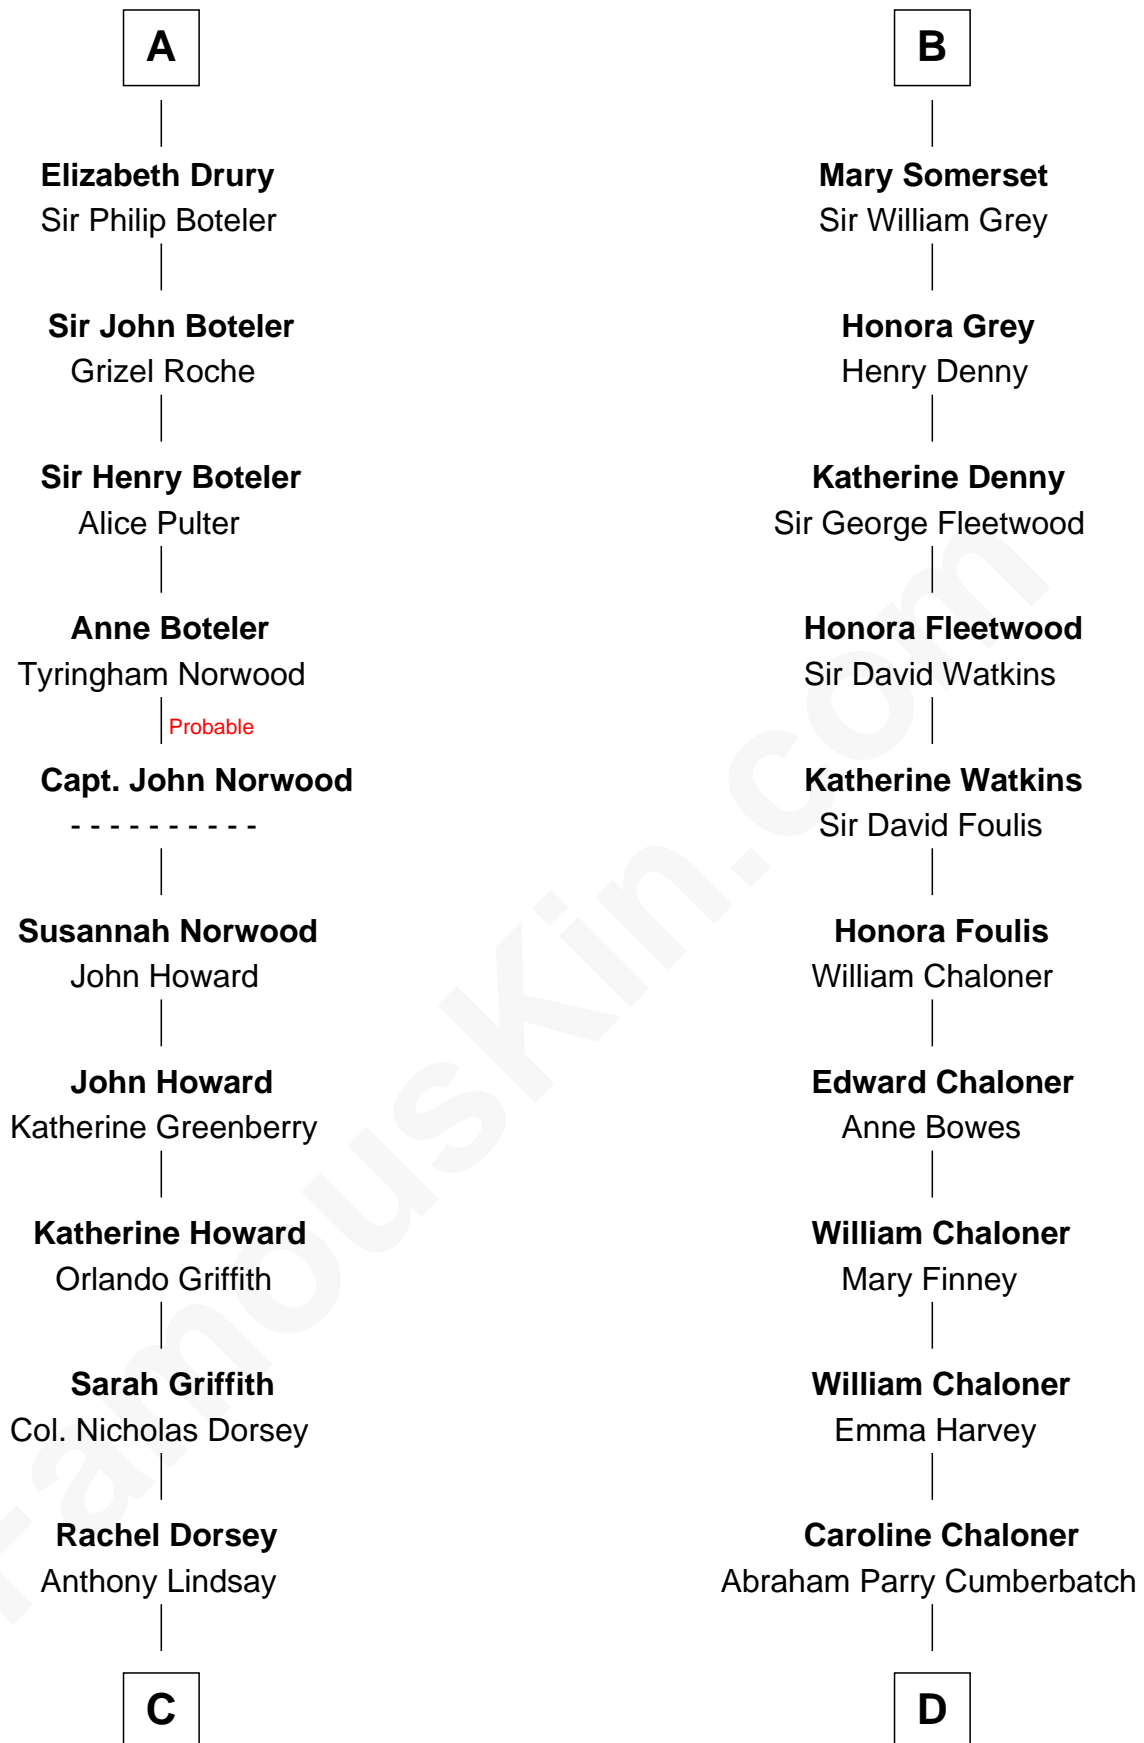 A
Elizabeth Drury
Sir Philip Boteler
Sir John Boteler
Grizel Roche
Sir Henry Boteler
Alice Pulter
Anne Boteler
Tyringham Norwood
Probable
Capt. John Norwood
- - - - - - - - - -
Susannah Norwood
John Howard
John Howard
Katherine Greenberry
Katherine Howard
Orlando Griffith
Sarah Griffith
Col. Nicholas Dorsey
Rachel Dorsey
Anthony Lindsay
C
B
Mary Somerset
Sir William Grey
Honora Grey
Henry Denny
Katherine Denny
Sir George Fleetwood
Honora Fleetwood
Sir David Watkins
Katherine Watkins
Sir David Foulis
Honora Foulis
William Chaloner
Edward Chaloner
Anne Bowes
William Chaloner
Mary Finney
William Chaloner
Emma Harvey
Caroline Chaloner
Abraham Parry Cumberbatch
D
FamousKin.com